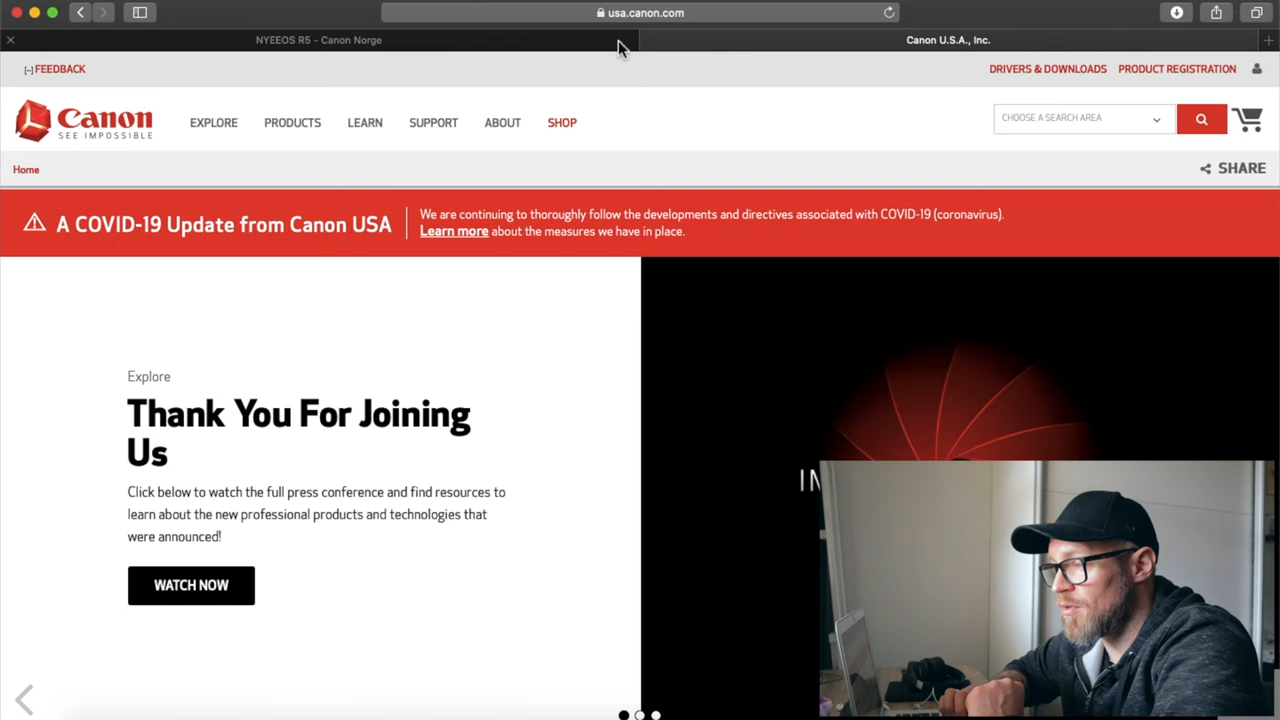 usa.canon.com
NYEEOS R5 - Canon Norge
Canon U.S.A., Inc.
[-] FEEDBACK
DRIVERS & DOWNLOADS
PRODUCT REGISTRATION
Canon
SEE IMPOSSIBLE
EXPLORE
PRODUCTS
LEARN
SUPPORT
ABOUT
SHOP
CHOOSE A SEARCH AREA
Home
SHARE
A COVID-19 Update from Canon USA
We are continuing to thoroughly follow the developments and directives associated with COVID-19 (coronavirus).
Learn more about the measures we have in place.
Explore
Thank You For Joining
Us
Click below to watch the full press conference and find resources to
learn about the new professional products and technologies that
were announced!
WATCH NOW